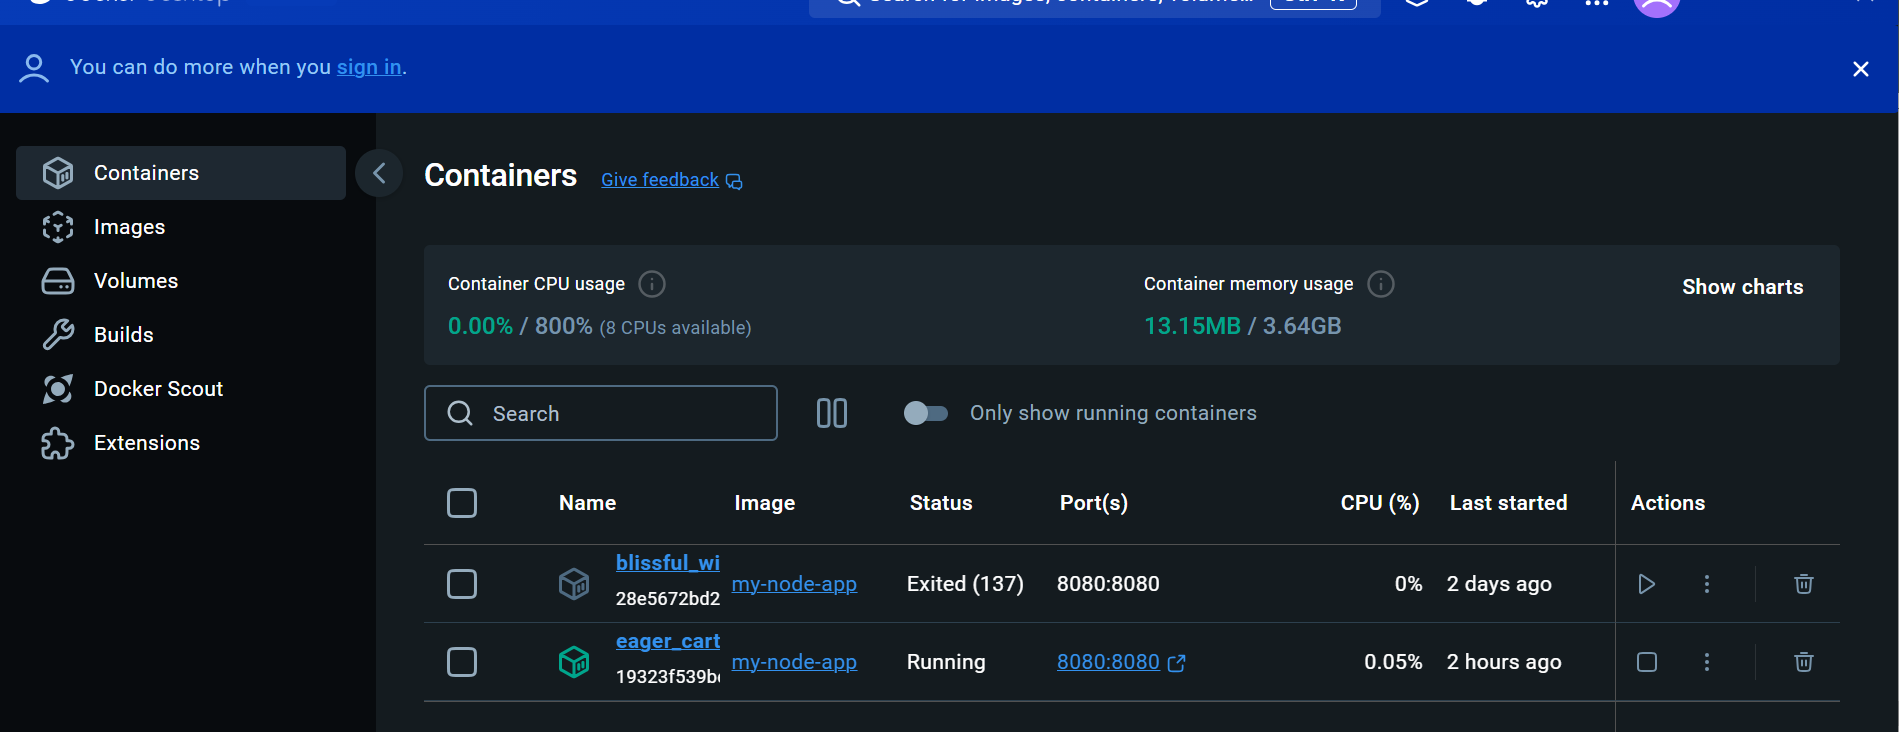 You can do more when you sign in.
Containers
Images
Volumes
Builds
Docker Scout
Extensions
Containers Give feedback
Container CPU usage
0.00% / 800% (8 CPUs available)
Container memory usage
13.15MB / 3.64GB
Show charts
Search
Only show running containers
Name Image Status Port(s) CPU (%) Last started Actions
blissful_wi
28e5672bd2
my-node-app Exited (137) 8080:8080 0% 2 days ago
eager_cart
19323f539b
my-node-app Running 8080:8080 0.05% 2 hours ago